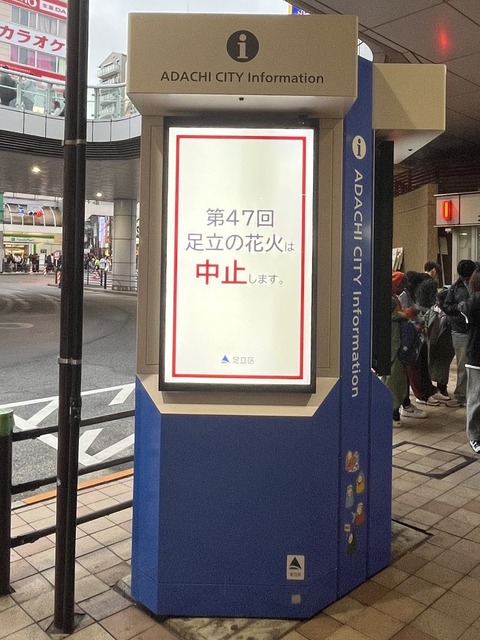 カラオケ
i
ADACHI CITY Information
第47回
足立の花火は
中止します。
足立区
i
ADACHI CITY Information